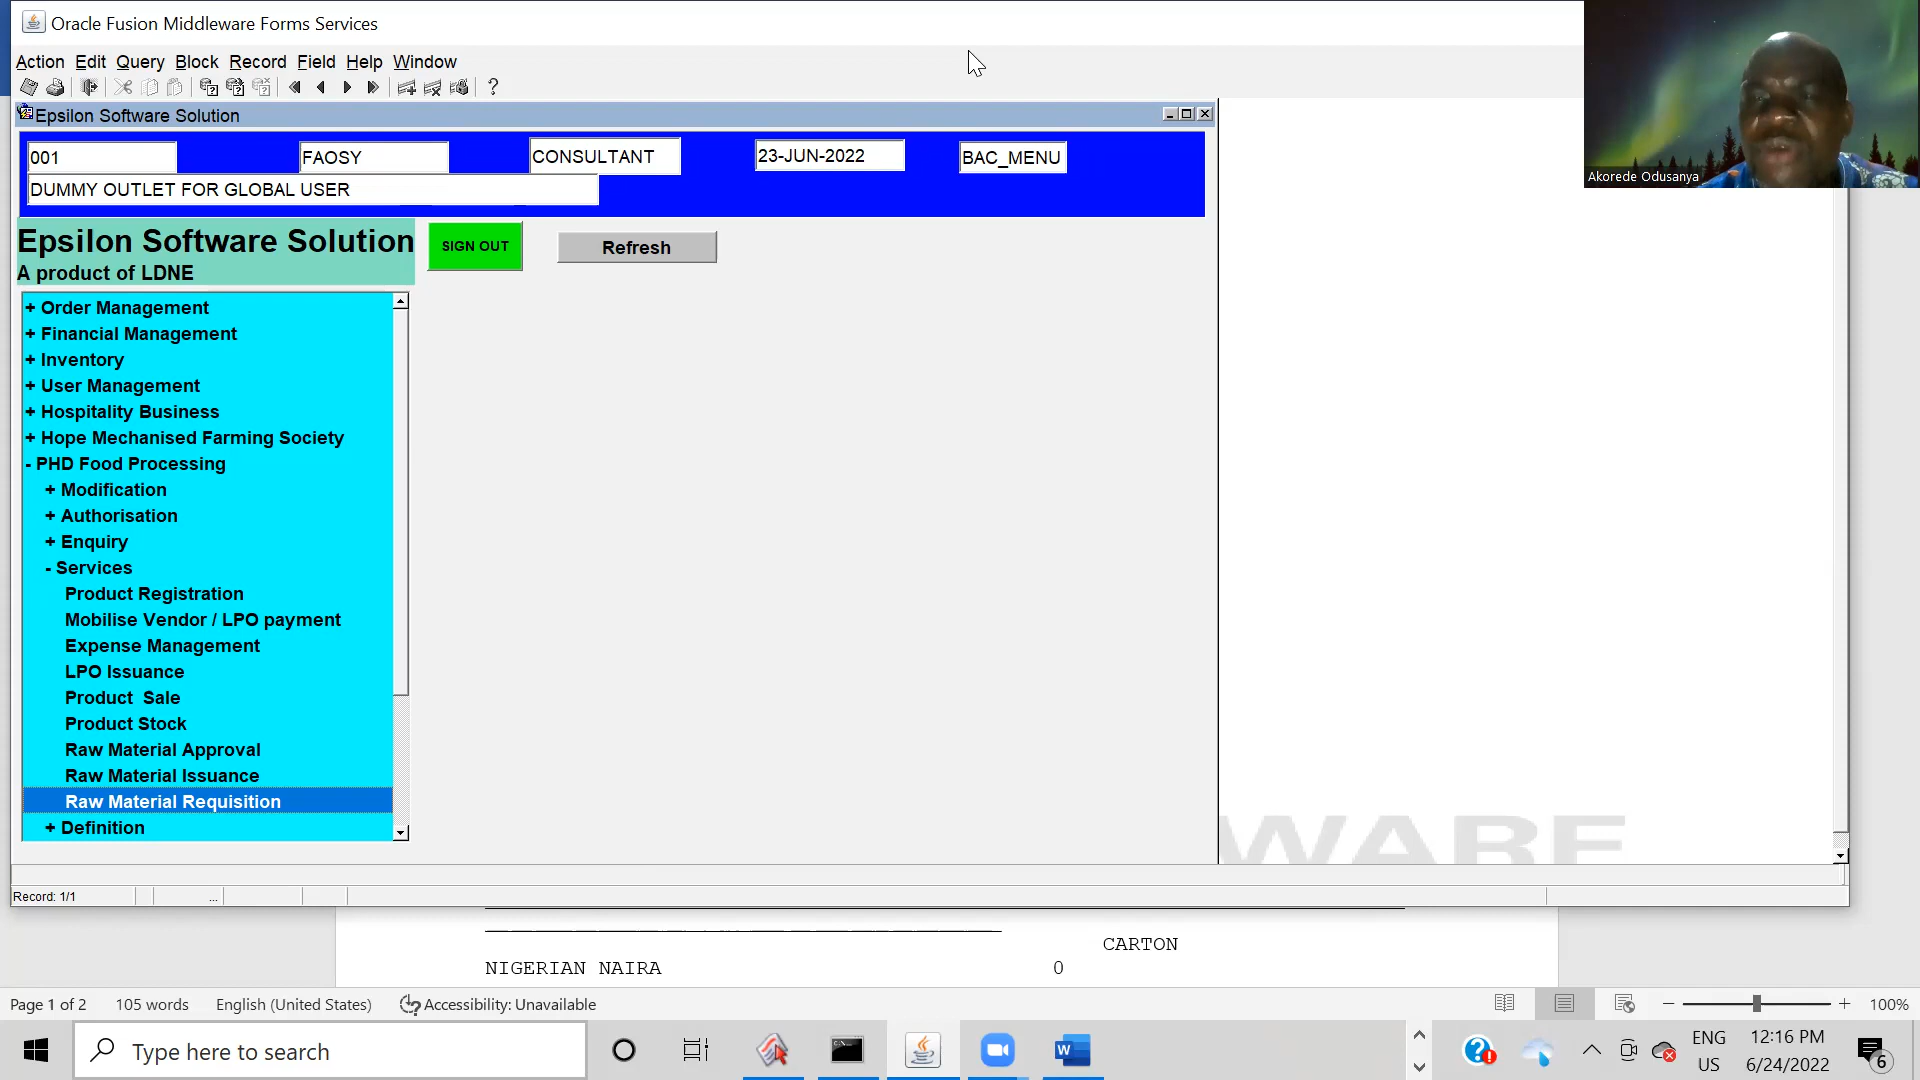 Oracle Fusion Middleware Forms Services
Action Edit Query Block Record Field Help Window
?
Epsilon Software Solution
001 FAOSY CONSULTANT 23-JUN-2022 BAC_MENU
DUMMY OUTLET FOR GLOBAL USER
Akorede Odusanya
Epsilon Software Solution
A product of LDNE
SIGN OUT
Refresh
+ Order Management
+ Financial Management
+ Inventory
+ User Management
+ Hospitality Business
+ Hope Mechanised Farming Society
- PHD Food Processing
+ Modification
+ Authorisation
+ Enquiry
- Services
Product Registration
Mobilise Vendor / LPO payment
Expense Management
LPO Issuance
Product Sale
Product Stock
Raw Material Approval
Raw Material Issuance
Raw Material Requisition
+ Definition
WARE
Record: 1/1
...
CARTON
NIGERIAN NAIRA 0
Page 1 of 2 105 words English (United States) Accessibility: Unavailable 100%
Type here to search
ENG
US
12:16 PM
6/24/2022
6